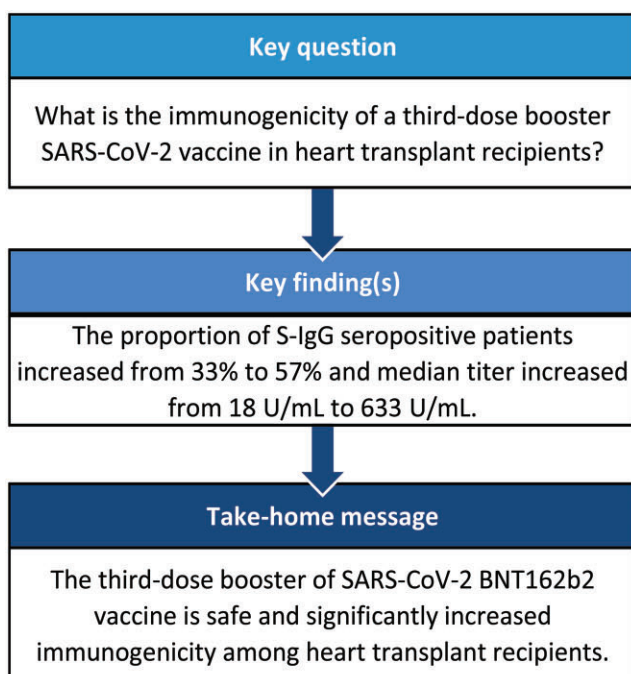 Key question
What is the immunogenicity of a third-dose booster
SARS-CoV-2 vaccine in heart transplant recipients?
Key finding(s)
The proportion of S-IgG seropositive patients
increased from 33% to 57% and median titer increased
from 18 U/mL to 633 U/mL.
Take-home message
The third-dose booster of SARS-CoV-2 BNT162b2
vaccine is safe and significantly increased
immunogenicity among heart transplant recipients.